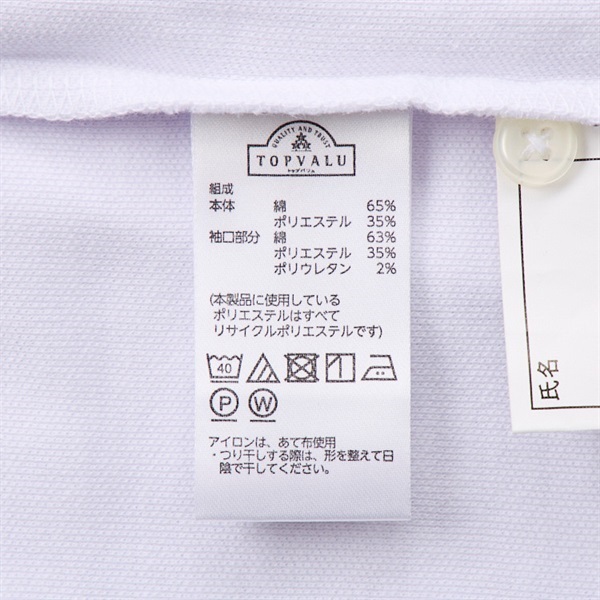 QUALITY AND TRUST
TOPVALU
トップバリュ
組成
本体 綿 65%
ポリエステル 35%
袖口部分 綿 63%
ポリエステル 35%
ポリウレタン 2%
(本製品に使用している
ポリエステルはすべて
リサイクルポリエステルです)
40
P W
アイロンは、あて布使用
・つり干しする際は、形を整えて日
陰で干してください。
氏名